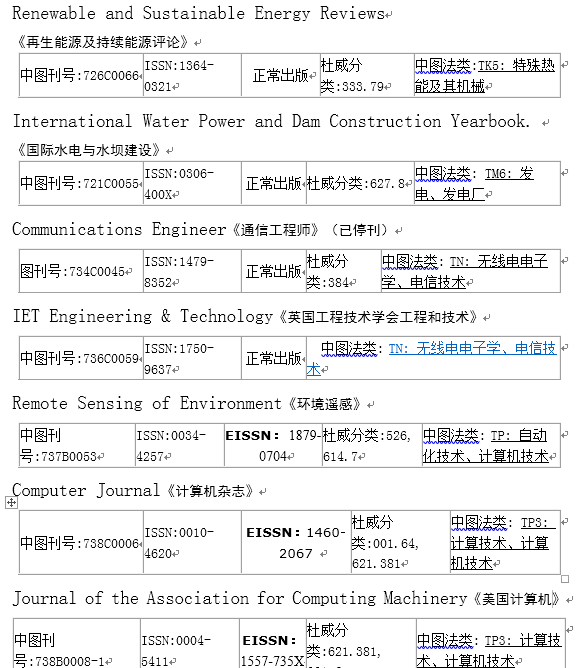 Renewable and Sustainable Energy Reviews
《再生能源及持续能源评论》
中图刊号:726C0066 ISSN:1364-0321 正常出版 杜威分类:333.79 中图法类:TK5: 特殊热能及其机械
International Water Power and Dam Construction Yearbook.
《国际水电与水坝建设》
中图刊号:721C0055 ISSN:0306-400X 正常出版 杜威分类:627.8 中图法类: TM6: 发电、发电厂
Communications Engineer《通信工程师》（已停刊）
图刊号:734C0045 ISSN:1479-8352 正常出版 杜威分类:384 中图法类: TN: 无线电电子学、电信技术
IET Engineering & Technology《英国工程技术学会工程和技术》
中图刊号:736C0059 ISSN:1750-9637 正常出版 中图法类: TN: 无线电电子学、电信技术
Remote Sensing of Environment《环境遥感》
中图刊号:737B0053 ISSN:0034-4257 EISSN: 1879-0704 杜威分类:526, 614.7 中图法类: TP: 自动化技术、计算机技术
Computer Journal《计算机杂志》
中图刊号:738C0006 ISSN:0010-4620 EISSN:1460-2067 杜威分类:001.64, 621.381 中图法类: TP3: 计算技术、计算机技术
Journal of the Association for Computing Machinery《美国计算机》
中图刊号:738B0008-1 ISSN:0004-5411 EISSN: 1557-735X 杜威分类:621.381, 中图法类: TP3: 计算技术、计算机技术